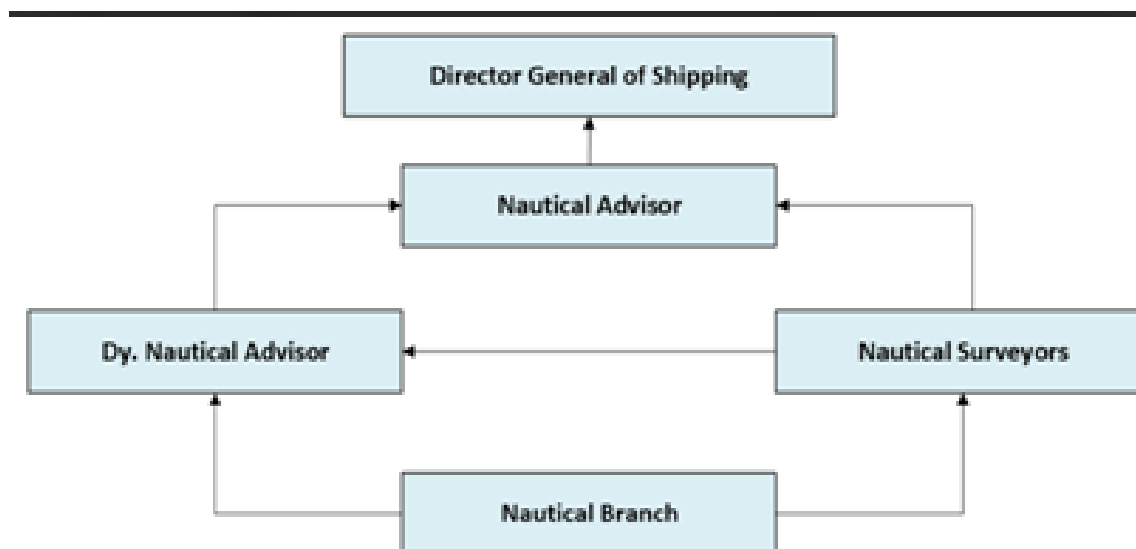 Director General of Shipping
Nautical Advisor
Dy. Nautical Advisor
Nautical Surveyors
Nautical Branch